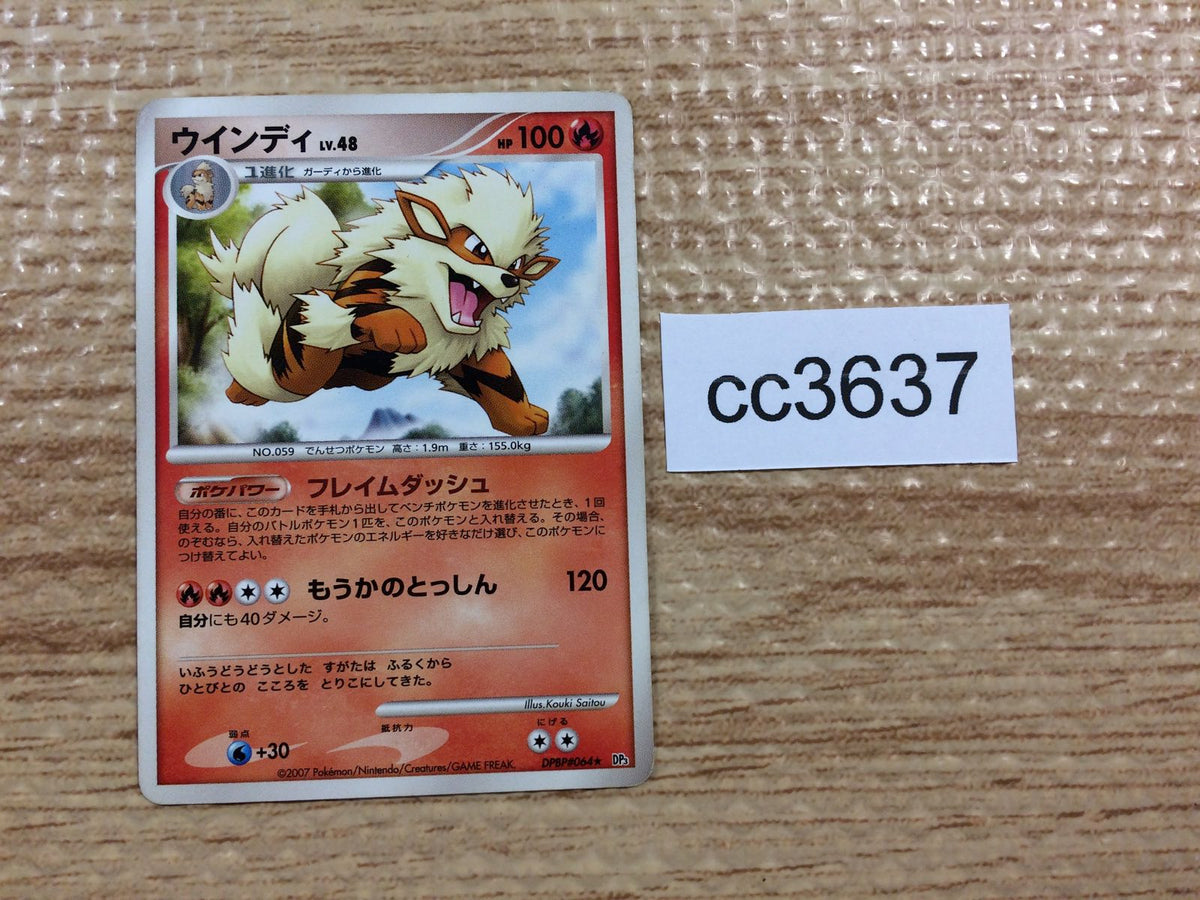 ウインディ LV.48
HP 100
1進化 ガーディから進化
NO.059 でんせつポケモン 高さ:1.9m 重さ:155.0kg
ポケパワー フレイムダッシュ
自分の番に、このカードを手札から出してベンチポケモンを進化させたとき、1回
使える。自分のバトルポケモン1匹を、このポケモンと入れ替える。その場合、
のぞむなら、入れ替えたポケモンのエネルギーを好きなだけ選び、このポケモンに
つけ替えてよい。
もうかのとっしん 120
自分にも40ダメージ。
いふうどうどうとした すがたは ふるくから
ひとびとの こころを とりこにしてきた。
Illus.Kouki Saitou
弱点 抵抗力 にげる
+30
©2007 Pokémon/Nintendo/Creatures/GAME FREAK.
DPBP#064★ DP3
cc3637